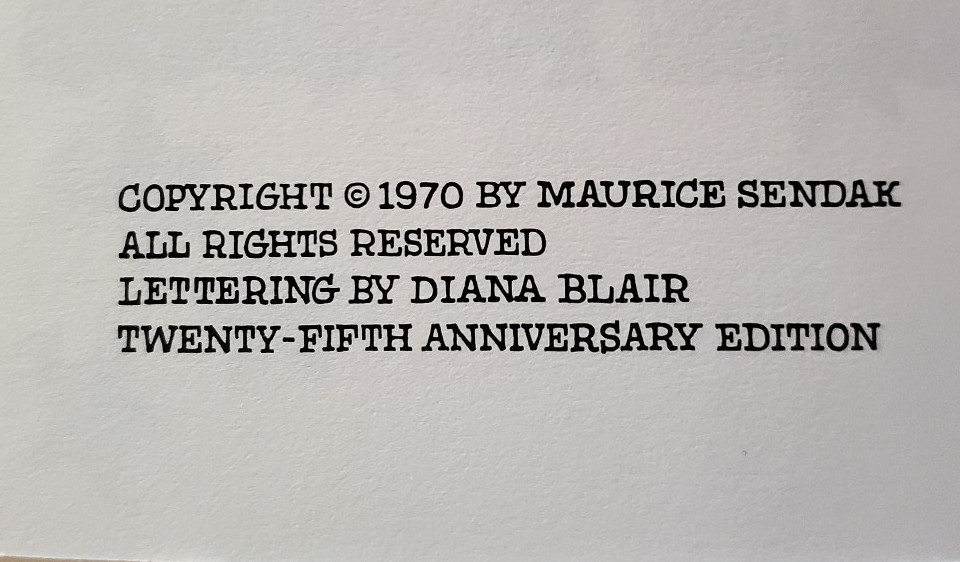 COPYRIGHT © 1970 BY MAURICE SENDAK
ALL RIGHTS RESERVED
LETTERING BY DIANA BLAIR
TWENTY-FIFTH ANNIVERSARY EDITION